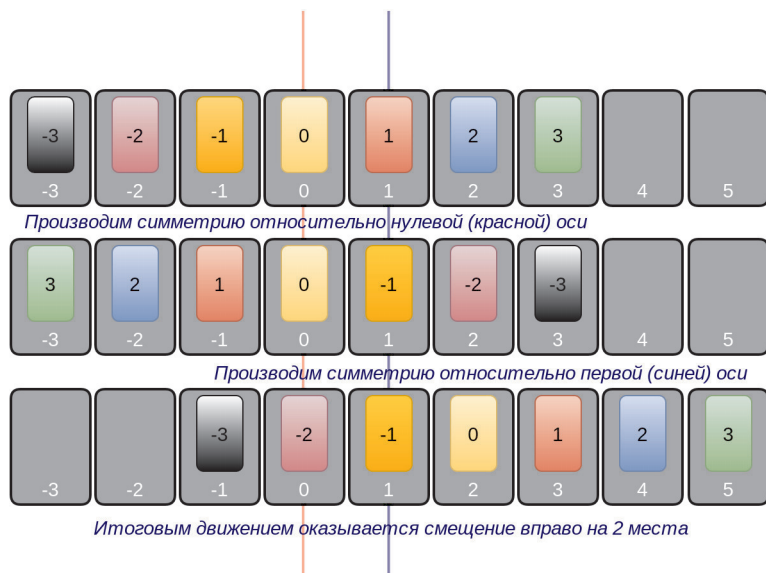 -3 -2 -1 0 1 2 3
-3 -2 -1 0 1 2 3 4 5
Производим симметрию относительно нулевой (красной) оси
3 2 1 0 -1 -2 -3
-3 -2 -1 0 1 2 3 4 5
Производим симметрию относительно первой (синей) оси
-3 -2 -1 0 1 2 3
-3 -2 -1 0 1 2 3 4 5
Итоговым движением оказывается смещение вправо на 2 места